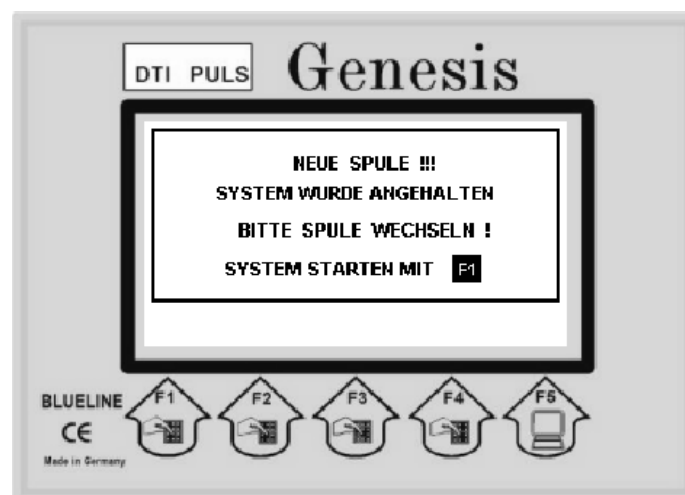 DTI PULS
Genesis
NEUE SPULE !!!
SYSTEM WURDE ANGEHALTEN
BITTE SPULE WECHSELN !
SYSTEM STARTEN MIT F1
BLUELINE
F1 F2 F3 F4 F5
CE
Made in Germany